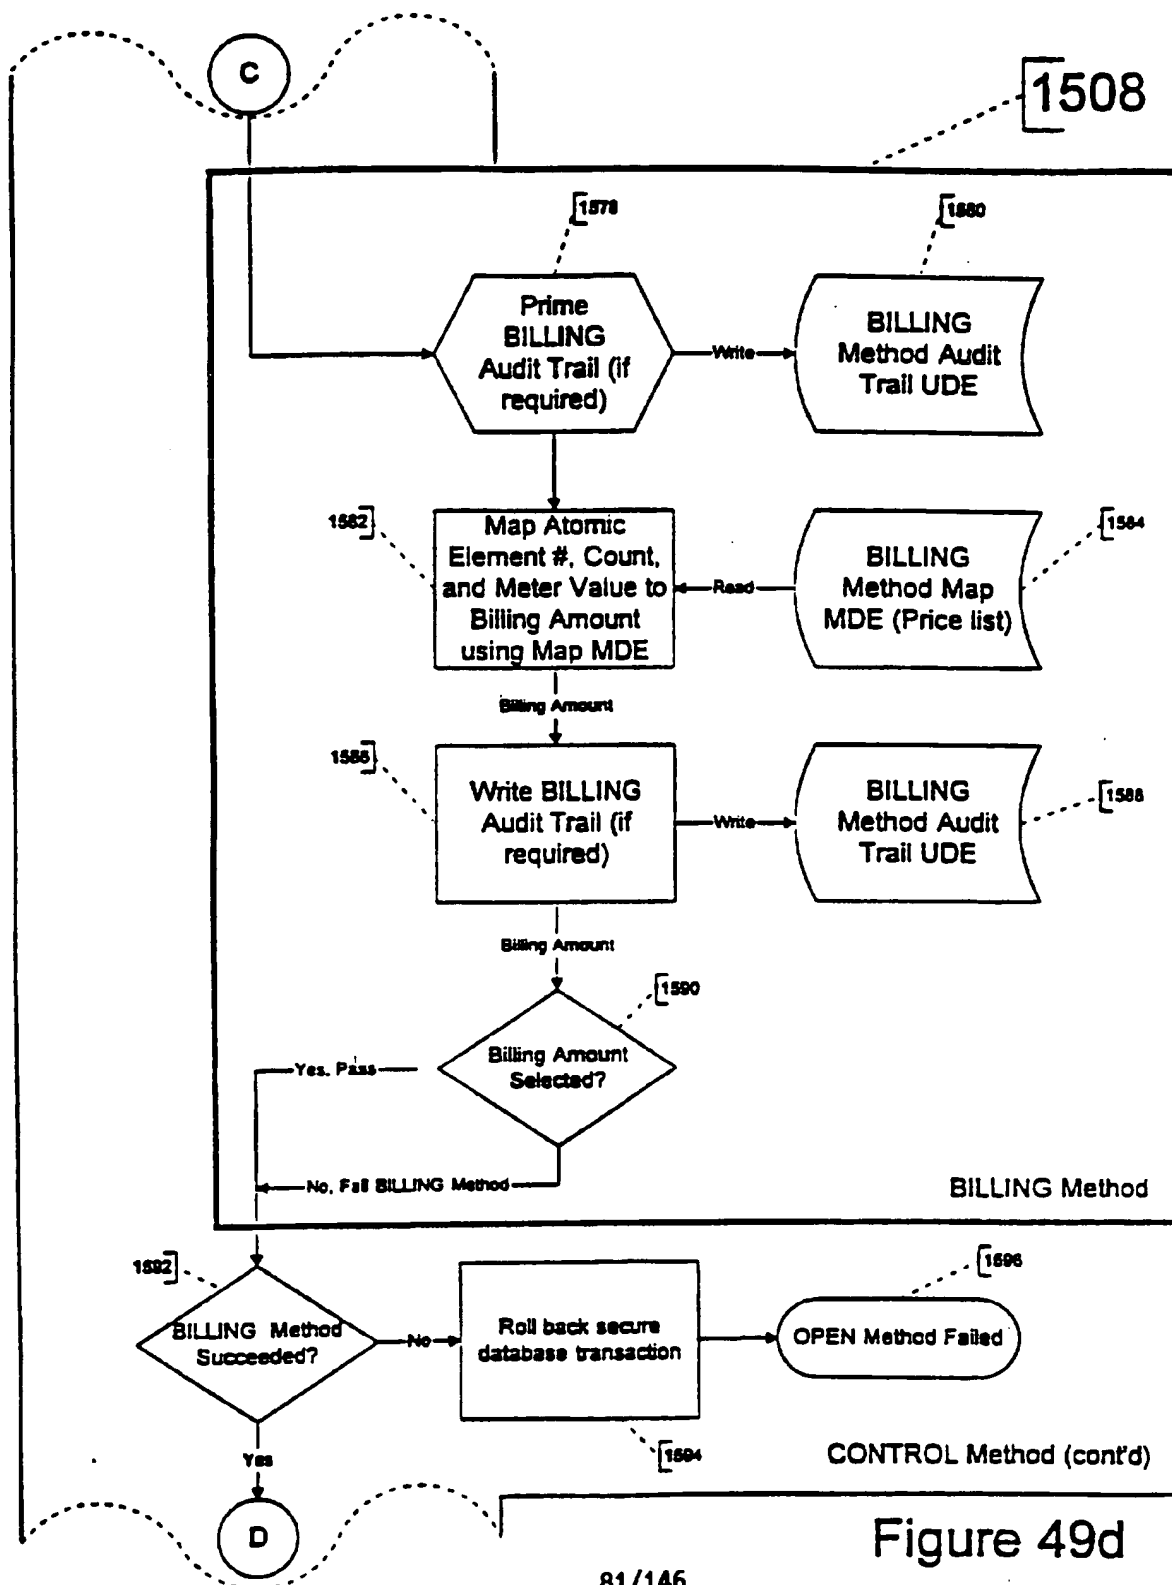 C
1508
1578
1580
Prime
BILLING
Audit Trail (if
required)
Write
BILLING
Method Audit
Trail UDE
1582
1584
Map Atomic
Element #, Count,
and Meter Value to
Billing Amount
using Map MDE
Read
BILLING
Method Map
MDE (Price list)
Billing Amount
1586
1588
Write BILLING
Audit Trail (if
required)
Write
BILLING
Method Audit
Trail UDE
Billing Amount
1590
Billing Amount
Selected?
Yes, Pass
No, Fail BILLING Method
BILLING Method
1592
1596
BILLING Method
Succeeded?
No
Roll back secure
database transaction
OPEN Method Failed
1594
Yes
CONTROL Method (cont'd)
D
Figure 49d
81/146